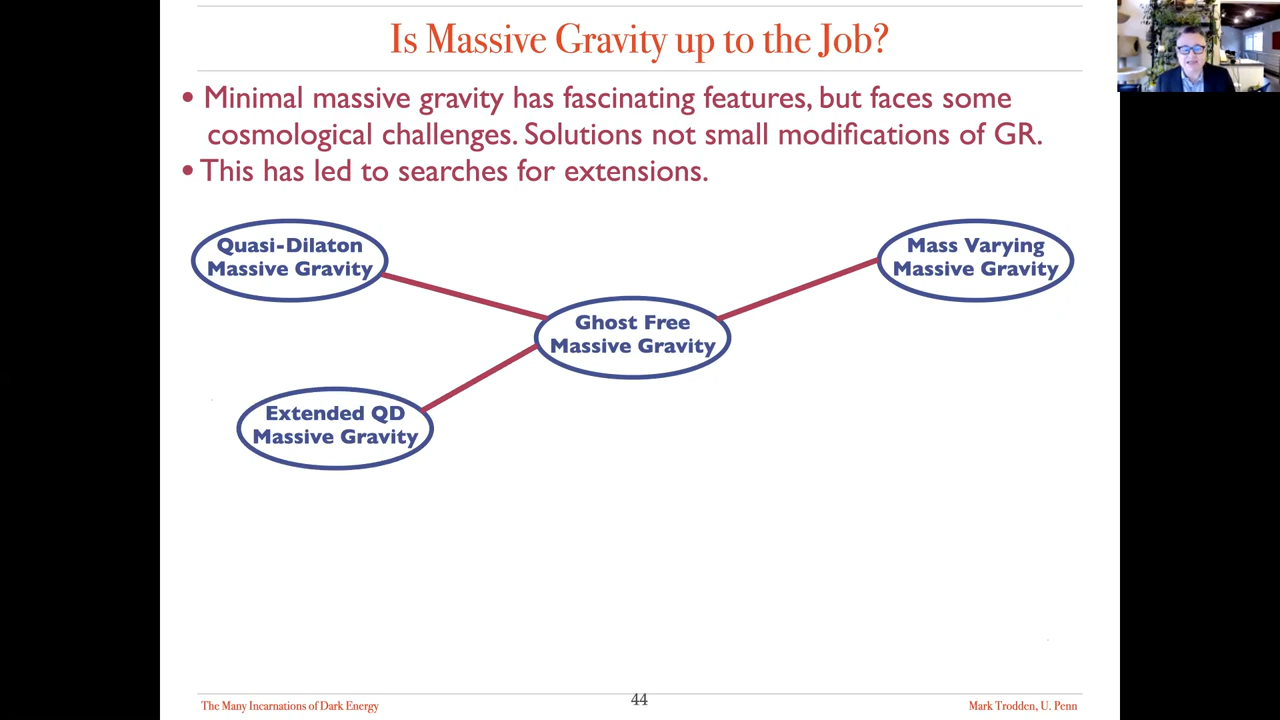 Is Massive Gravity up to the Job?
• Minimal massive gravity has fascinating features, but faces some
cosmological challenges. Solutions not small modifications of GR.
• This has led to searches for extensions.
Quasi-Dilaton
Massive Gravity
Mass Varying
Massive Gravity
Ghost Free
Massive Gravity
Extended QD
Massive Gravity
The Many Incarnations of Dark Energy
44
Mark Trodden, U. Penn